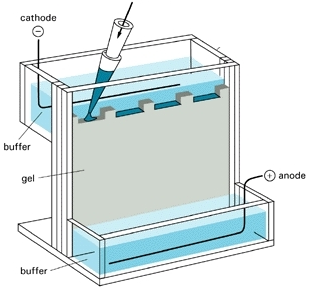 cathode
−
buffer
gel
+ anode
buffer